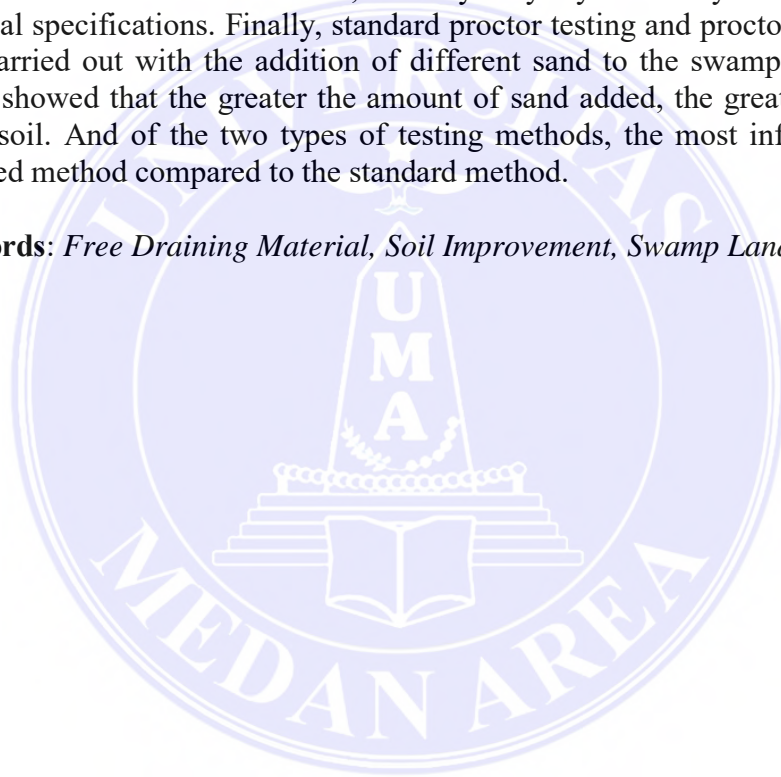 al specifications. Finally, standard proctor testing and procto
arried out with the addition of different sand to the swamp
showed that the greater the amount of sand added, the great
soil. And of the two types of testing methods, the most inf
ed method compared to the standard method.
ords: Free Draining Material, Soil Improvement, Swamp Land
UNIVERSITAS
UMA
MEDAN AREA